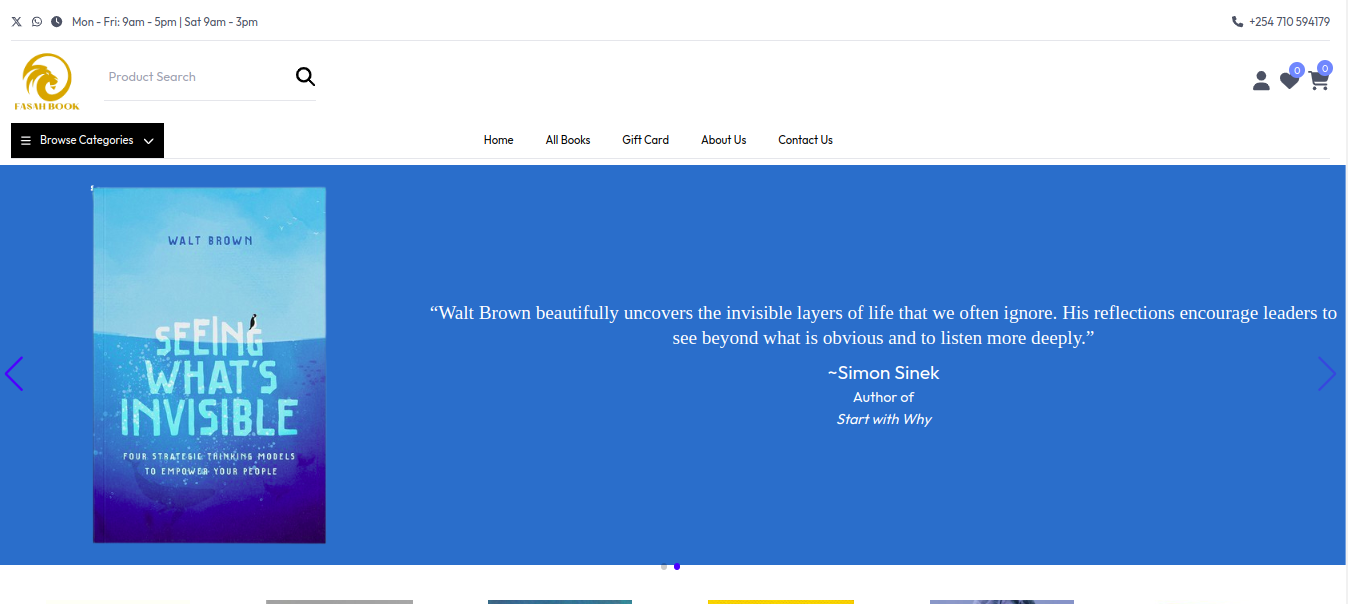 Mon - Fri: 9am - 5pm | Sat 9am - 3pm
+254 710 594179
FASAH BOOK
Product Search
0
0
Browse Categories
Home
All Books
Gift Card
About Us
Contact Us
WALT BROWN
SEEING
WHAT'S
INVISIBLE
FOUR STRATEGIC THINKING MODELS
TO EMPOWER YOUR PEOPLE
“Walt Brown beautifully uncovers the invisible layers of life that we often ignore. His reflections encourage leaders to
see beyond what is obvious and to listen more deeply.”
~Simon Sinek
Author of
Start with Why